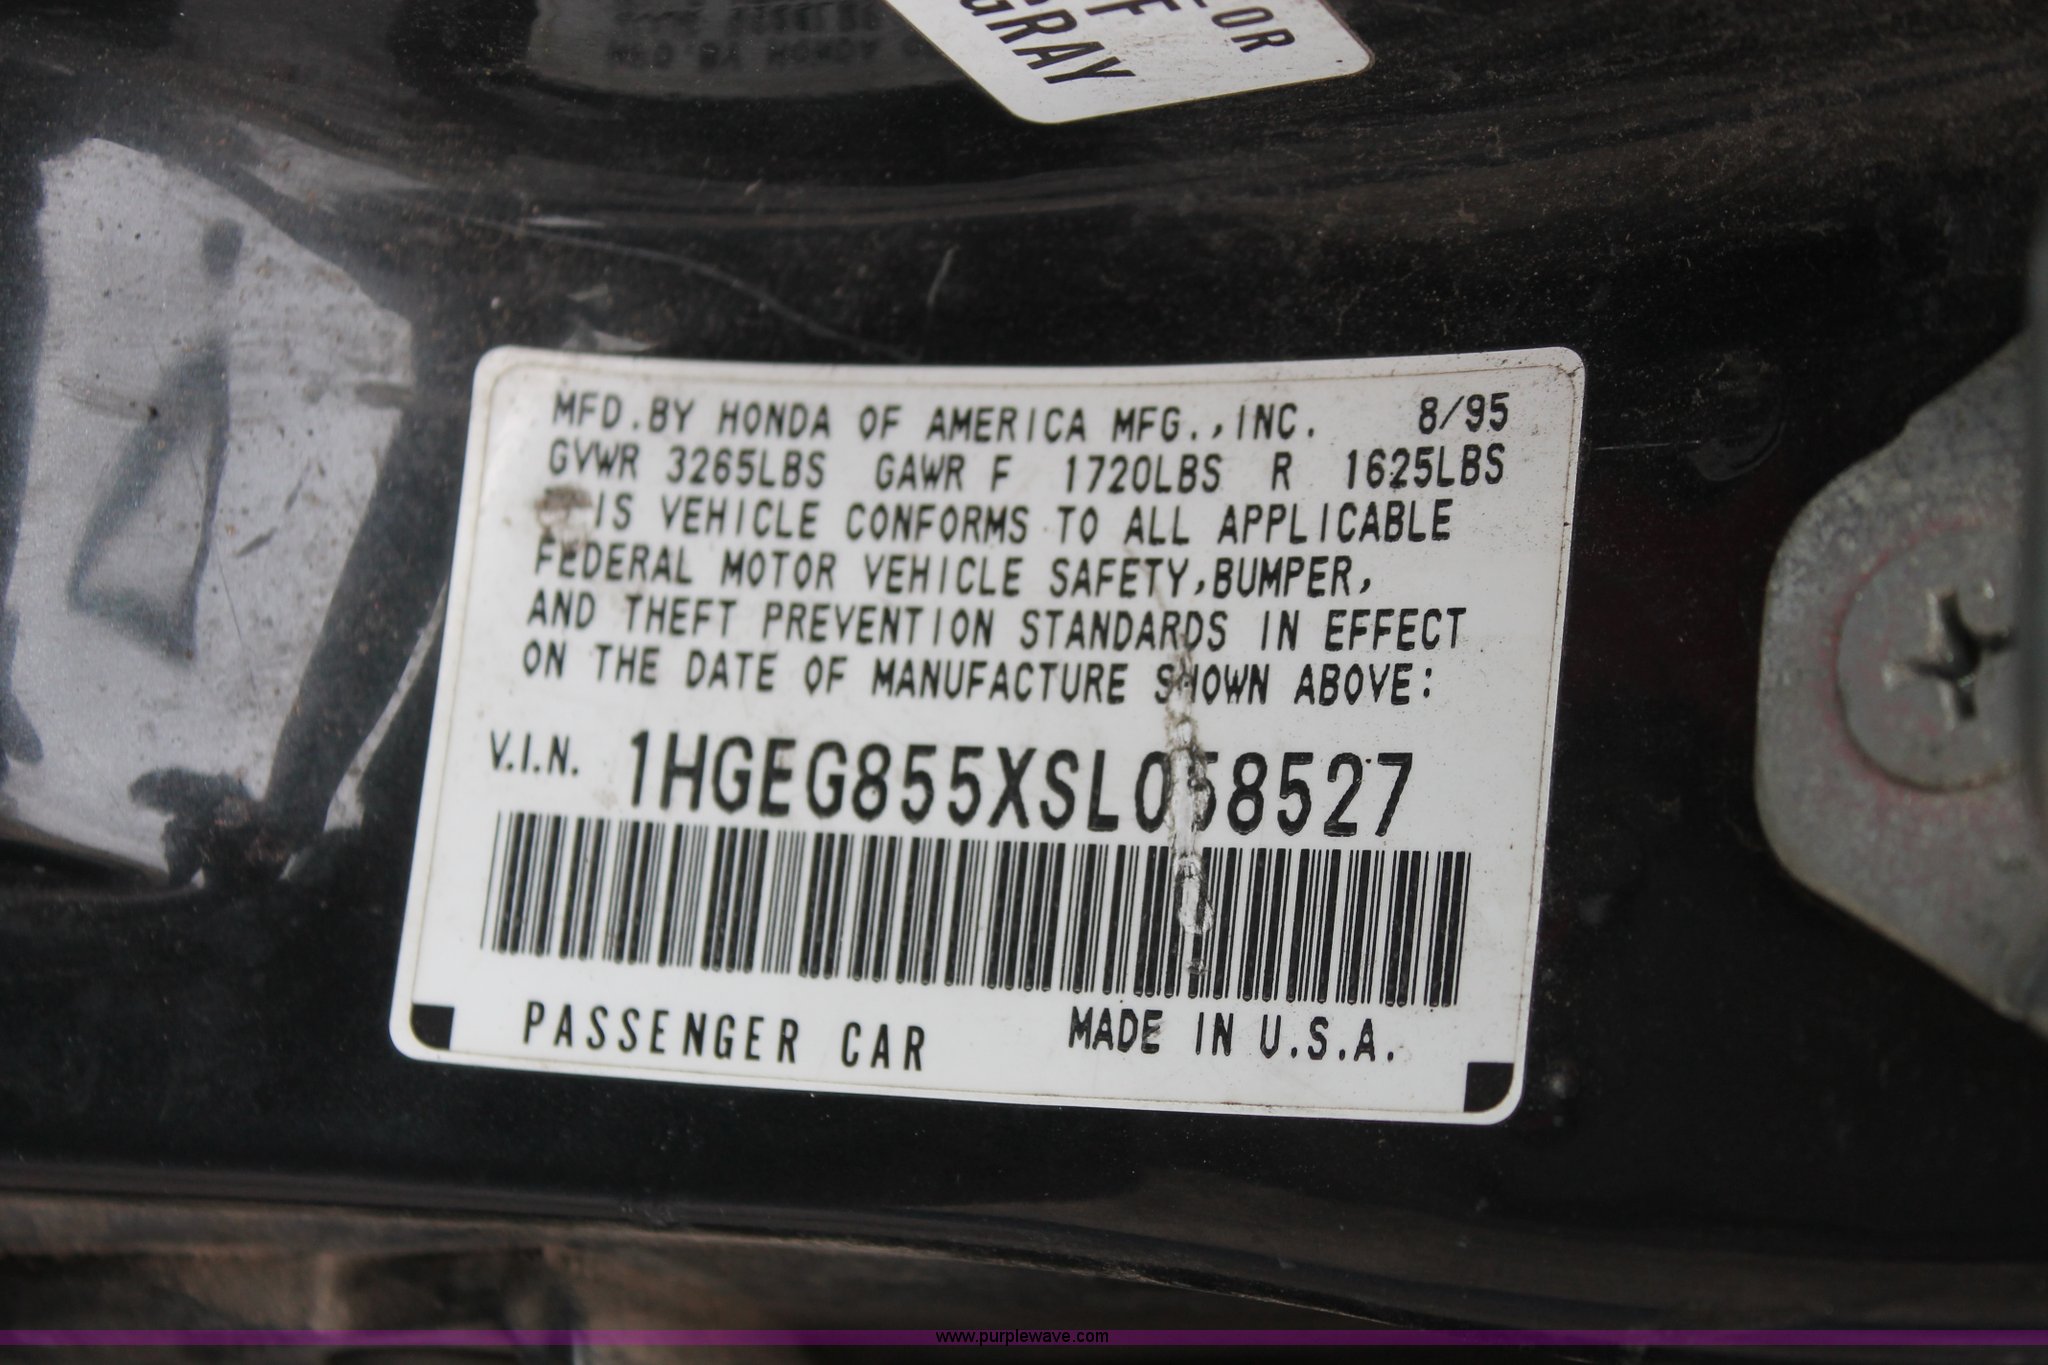 OR
F
GRAY
MFD.BY HONDA OF AMERICA MFG.,INC. 8/95
GVWR 3265LBS GAWR F 1720LBS R 1625LBS
IS VEHICLE CONFORMS TO ALL APPLICABLE
FEDERAL MOTOR VEHICLE SAFETY,BUMPER,
AND THEFT PREVENTION STANDARDS IN EFFECT
ON THE DATE OF MANUFACTURE SHOWN ABOVE:
V.I.N. 1HGEG855XSL058527
PASSENGER CAR MADE IN U.S.A.
www.purplewave.com